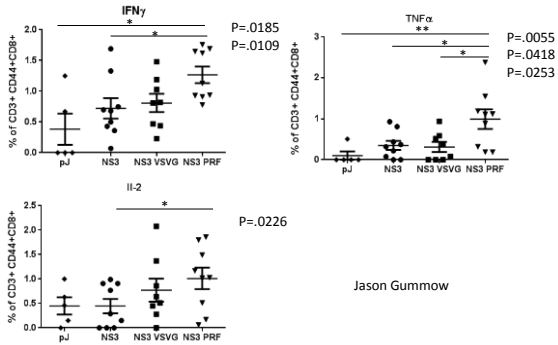 IFNγ
*
*
P=.0185
P=.0109
% of CD3+ CD44+CD8+
2.0
1.5
1.0
0.5
0.0
pJ NS3 NS3 VSVG NS3 PRF
TNFα
**
*
*
P=.0055
P=.0418
P=.0253
% of CD3+ CD44+CD8+
3
2
1
0
pJ NS3 NS3 VSVG NS3 PRF
Il-2
*
P=.0226
% of CD3+ CD44+CD8+
2.5
2.0
1.5
1.0
0.5
0.0
pJ NS3 NS3 VSVG NS3 PRF
Jason Gummow